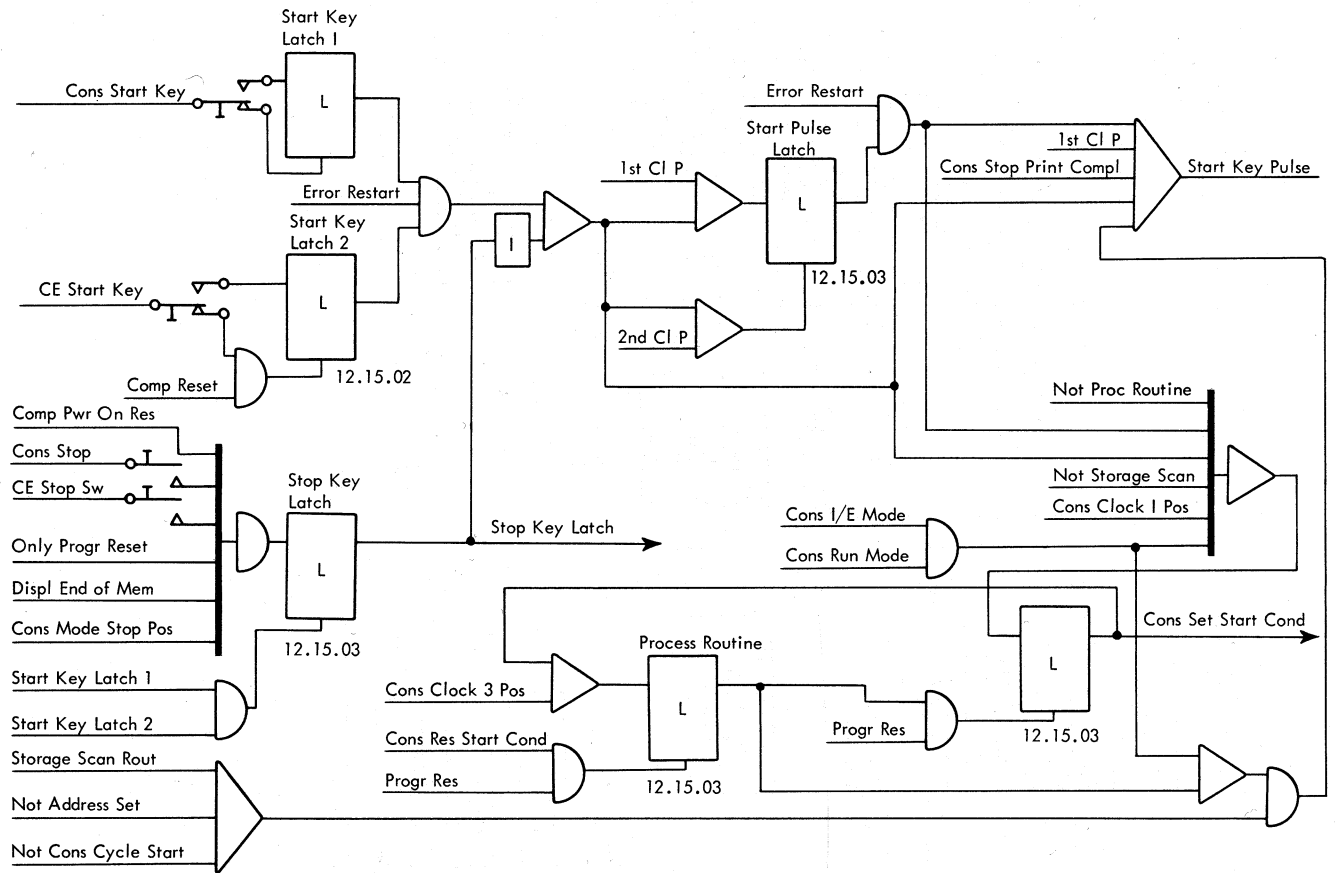 Start Key
Latch 1
Cons Start Key
L
Error Restart
Start Key
Latch 2
CE Start Key
L
Comp Reset
12.15.02
I
1st Cl P
2nd Cl P
Start Pulse
Latch
L
12.15.03
Error Restart
1st Cl P
Cons Stop Print Compl
Start Key Pulse
Comp Pwr On Res
Cons Stop
CE Stop Sw
Only Progr Reset
Displ End of Mem
Cons Mode Stop Pos
Stop Key
Latch
L
12.15.03
Stop Key Latch
Start Key Latch 1
Start Key Latch 2
Storage Scan Rout
Not Address Set
Not Cons Cycle Start
Not Proc Routine
Not Storage Scan
Cons Clock 1 Pos
Cons I/E Mode
Cons Run Mode
Cons Set Start Cond
L
12.15.03
Process Routine
L
12.15.03
Cons Clock 3 Pos
Cons Res Start Cond
Progr Res
Progr Res